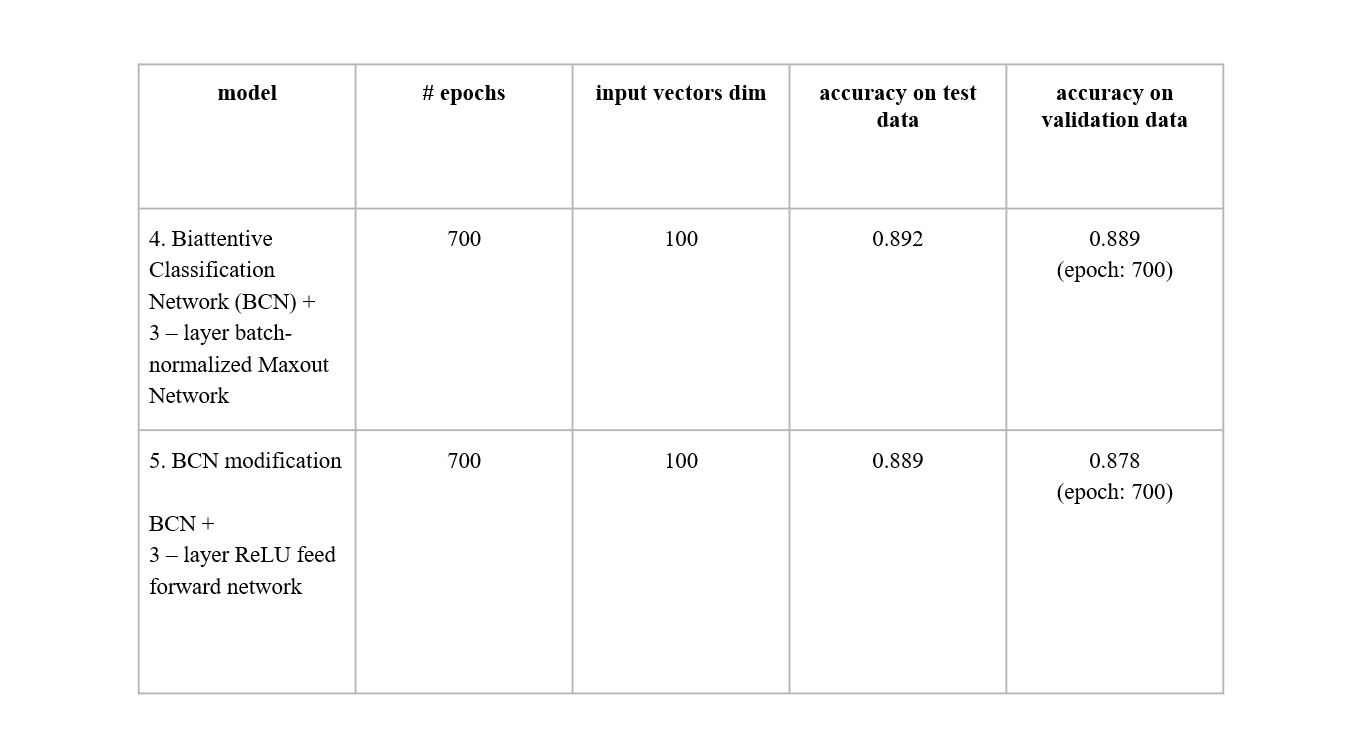 model
# epochs
input vectors dim
accuracy on test
data
accuracy on
validation data
4. Biattentive
Classification
Network (BCN) +
3 – layer batch-
normalized Maxout
Network
700
100
0.892
0.889
(epoch: 700)
5. BCN modification
BCN +
3 – layer ReLU feed
forward network
700
100
0.889
0.878
(epoch: 700)